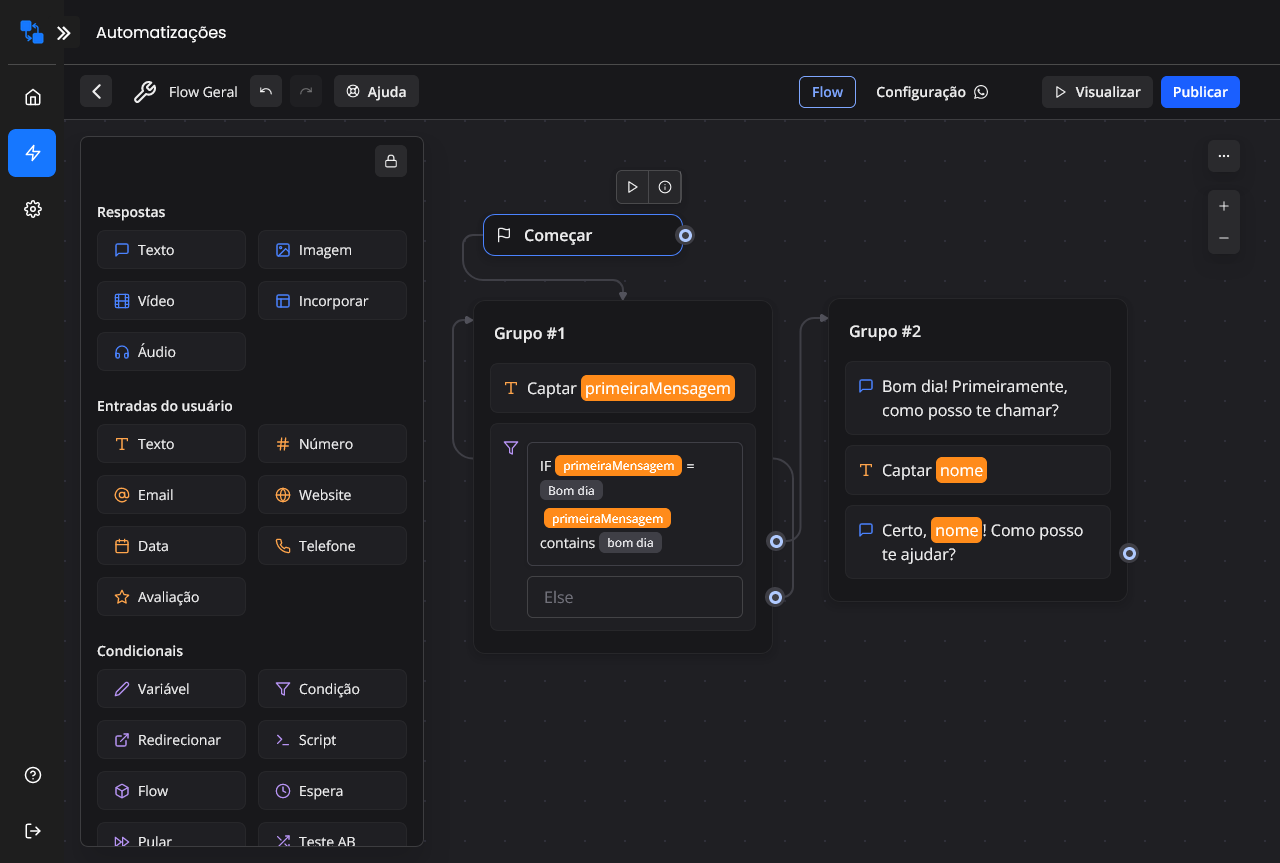 Automatizações
Flow Geral
Ajuda
Flow
Configuração
Visualizar
Publicar
Respostas
Texto
Imagem
Vídeo
Incorporar
Áudio
Entradas do usuário
Texto
Número
Email
Website
Data
Telefone
Avaliação
Condicionais
Variável
Condição
Redirecionar
Script
Flow
Espera
Pular
Teste AB
Começar
Grupo #1
Captar primeiraMensagem
IF primeiraMensagem =
Bom dia
primeiraMensagem
contains bom dia
Else
Grupo #2
Bom dia! Primeiramente,
como posso te chamar?
Captar nome
Certo, nome! Como posso
te ajudar?